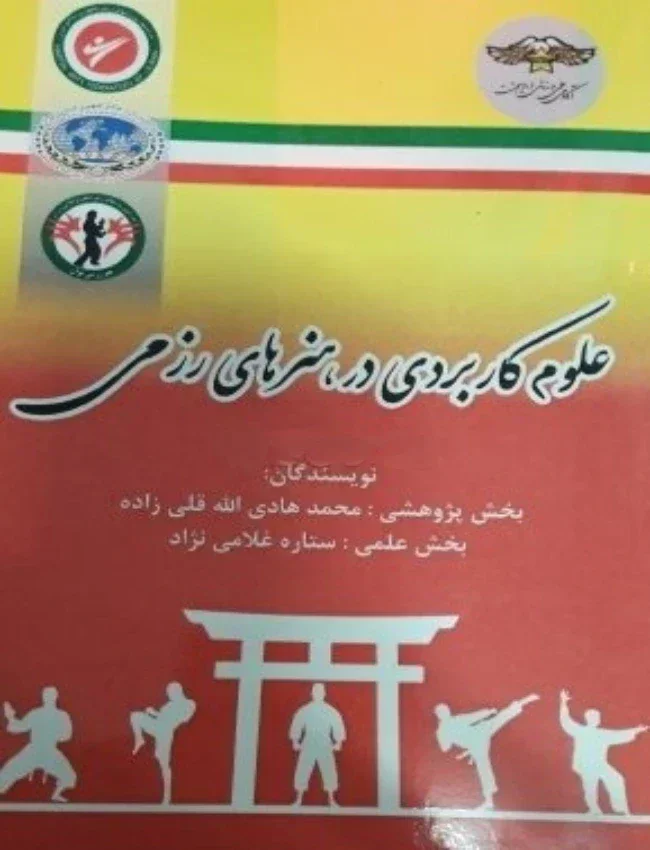 علوم کاربردی در هنرهای رزمی
نویسندگان:
بخش پژوهشی : محمد هادی الله قلی زاده
بخش علمی : ستاره غلامی نژاد